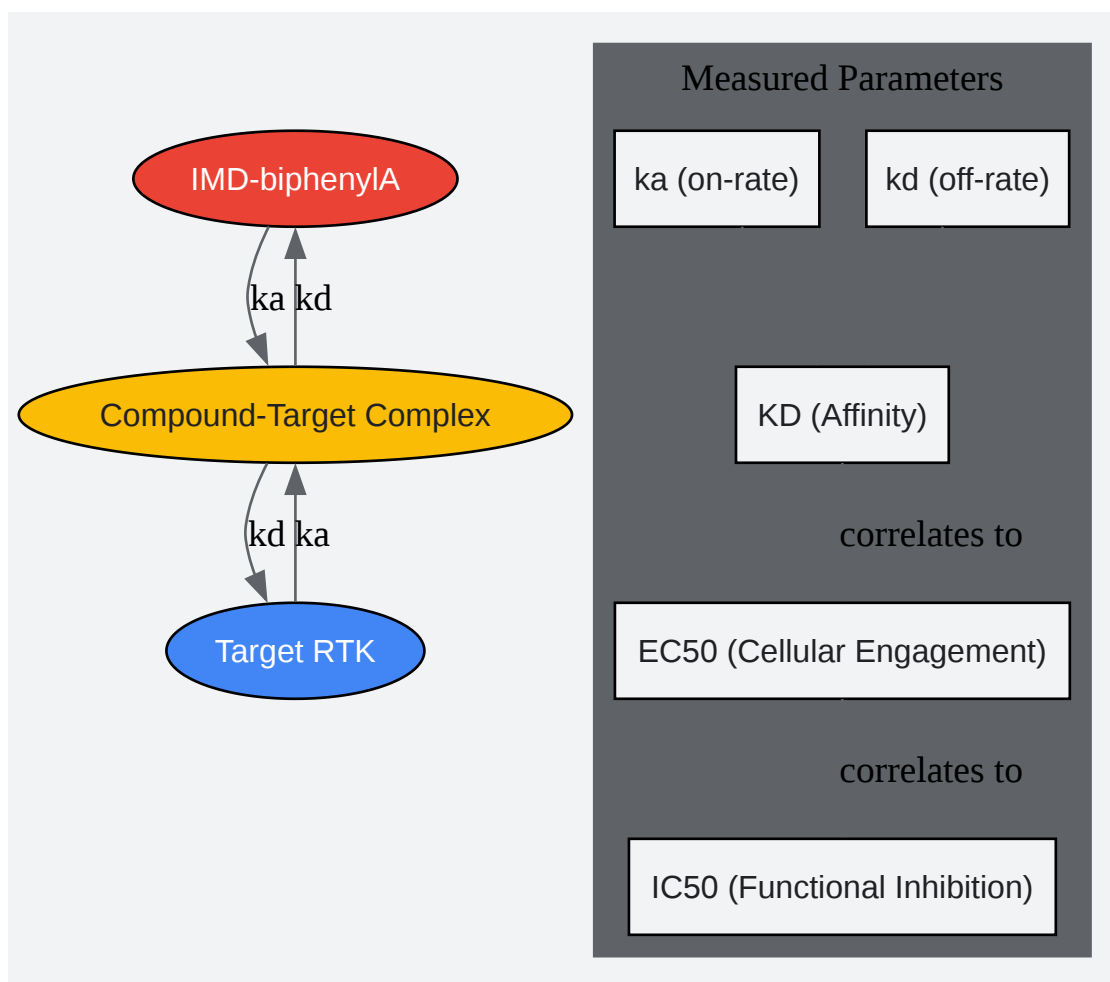 Measured Parameters
IMD-biphenylA
ka (on-rate)
kd (off-rate)
ka
kd
Compound-Target Complex
KD (Affinity)
kd
ka
correlates to
Target RTK
EC50 (Cellular Engagement)
correlates to
IC50 (Functional Inhibition)